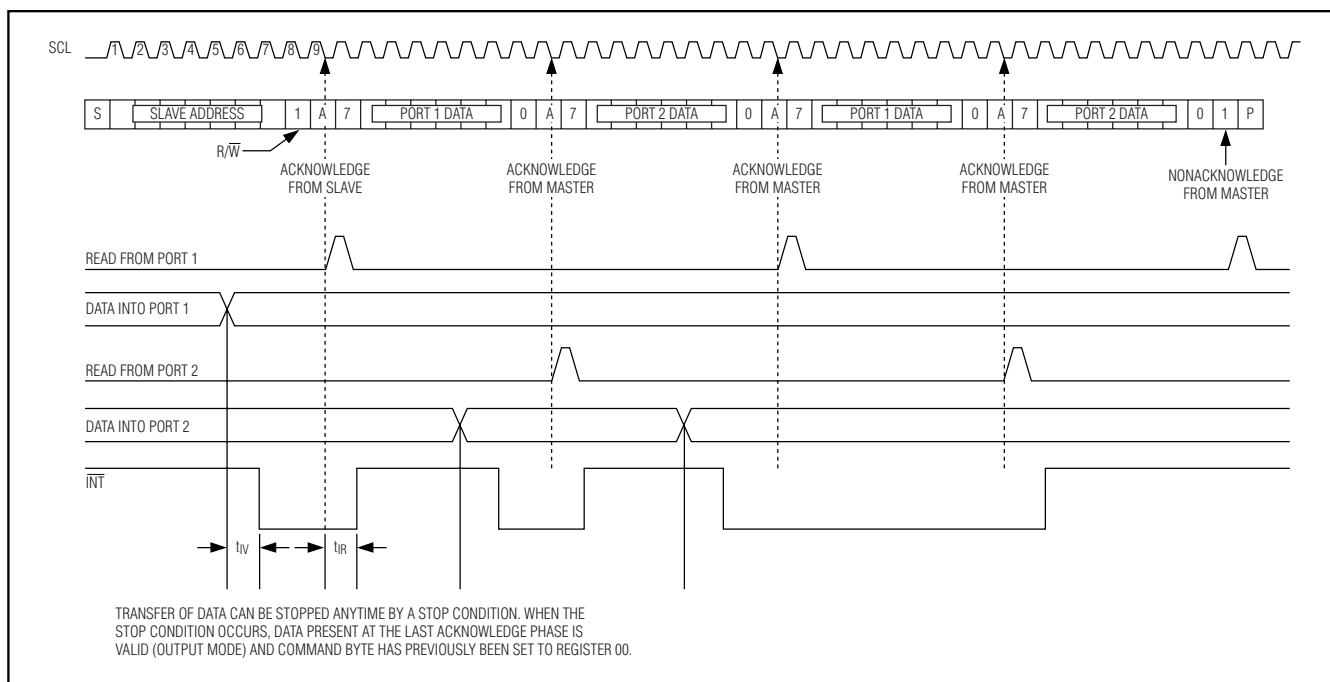 SCL 1 2 3 4 5 6 7 8 9
S SLAVE ADDRESS 1 A 7 PORT 1 DATA 0 A 7 PORT 2 DATA 0 A 7 PORT 1 DATA 0 A 7 PORT 2 DATA 0 1 P
R/W̅
ACKNOWLEDGE
FROM SLAVE
ACKNOWLEDGE
FROM MASTER
ACKNOWLEDGE
FROM MASTER
ACKNOWLEDGE
FROM MASTER
NONACKNOWLEDGE
FROM MASTER
READ FROM PORT 1
DATA INTO PORT 1
READ FROM PORT 2
DATA INTO PORT 2
I̅N̅T̅
tIV tIR
TRANSFER OF DATA CAN BE STOPPED ANYTIME BY A STOP CONDITION. WHEN THE
STOP CONDITION OCCURS, DATA PRESENT AT THE LAST ACKNOWLEDGE PHASE IS
VALID (OUTPUT MODE) AND COMMAND BYTE HAS PREVIOUSLY BEEN SET TO REGISTER 00.